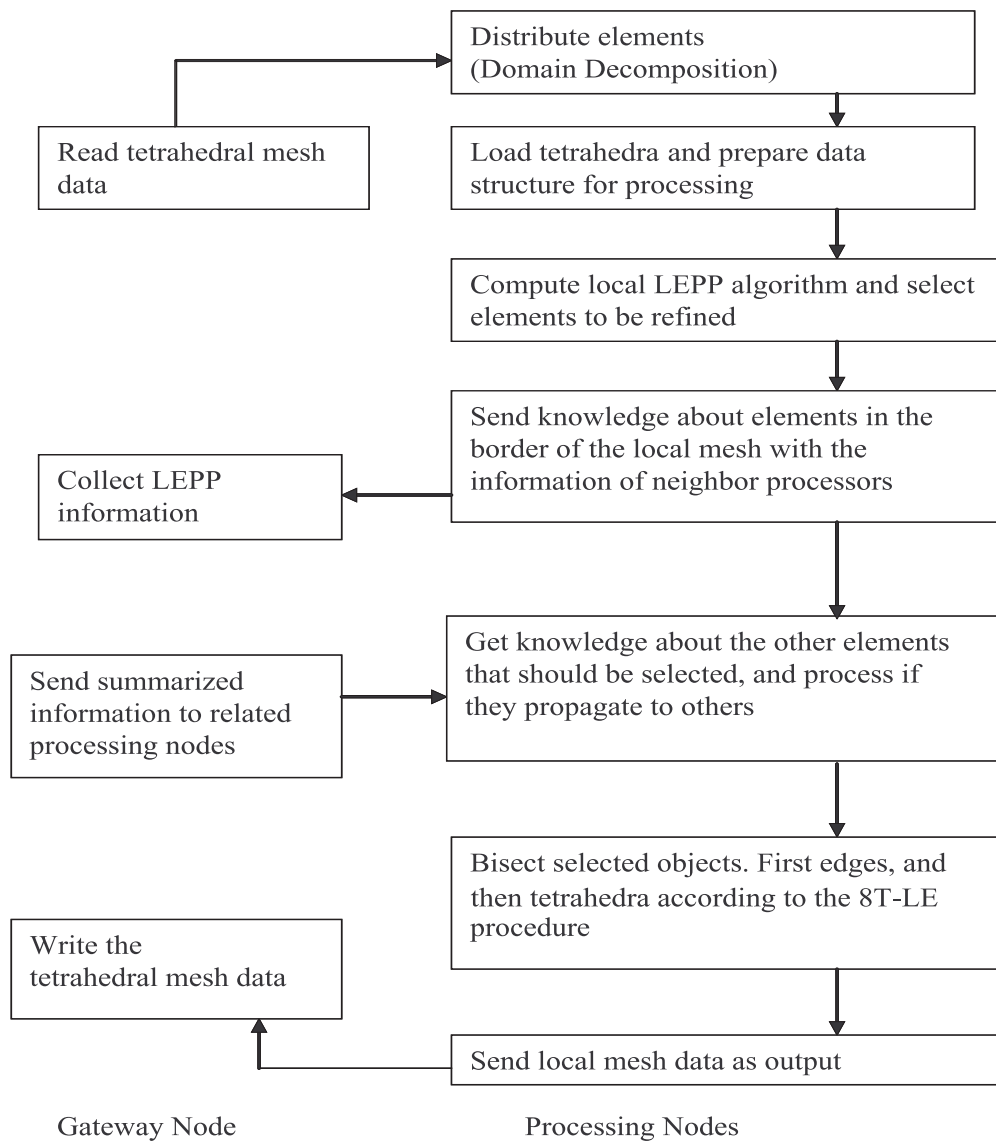 Distribute elements
(Domain Decomposition)
Read tetrahedral mesh
data
Load tetrahedra and prepare data
structure for processing
Compute local LEPP algorithm and select
elements to be refined
Send knowledge about elements in the
border of the local mesh with the
information of neighbor processors
Collect LEPP
information
Get knowledge about the other elements
that should be selected, and process if
they propagate to others
Send summarized
information to related
processing nodes
Bisect selected objects. First edges, and
then tetrahedra according to the 8T-LE
procedure
Write the
tetrahedral mesh data
Send local mesh data as output
Gateway Node
Processing Nodes